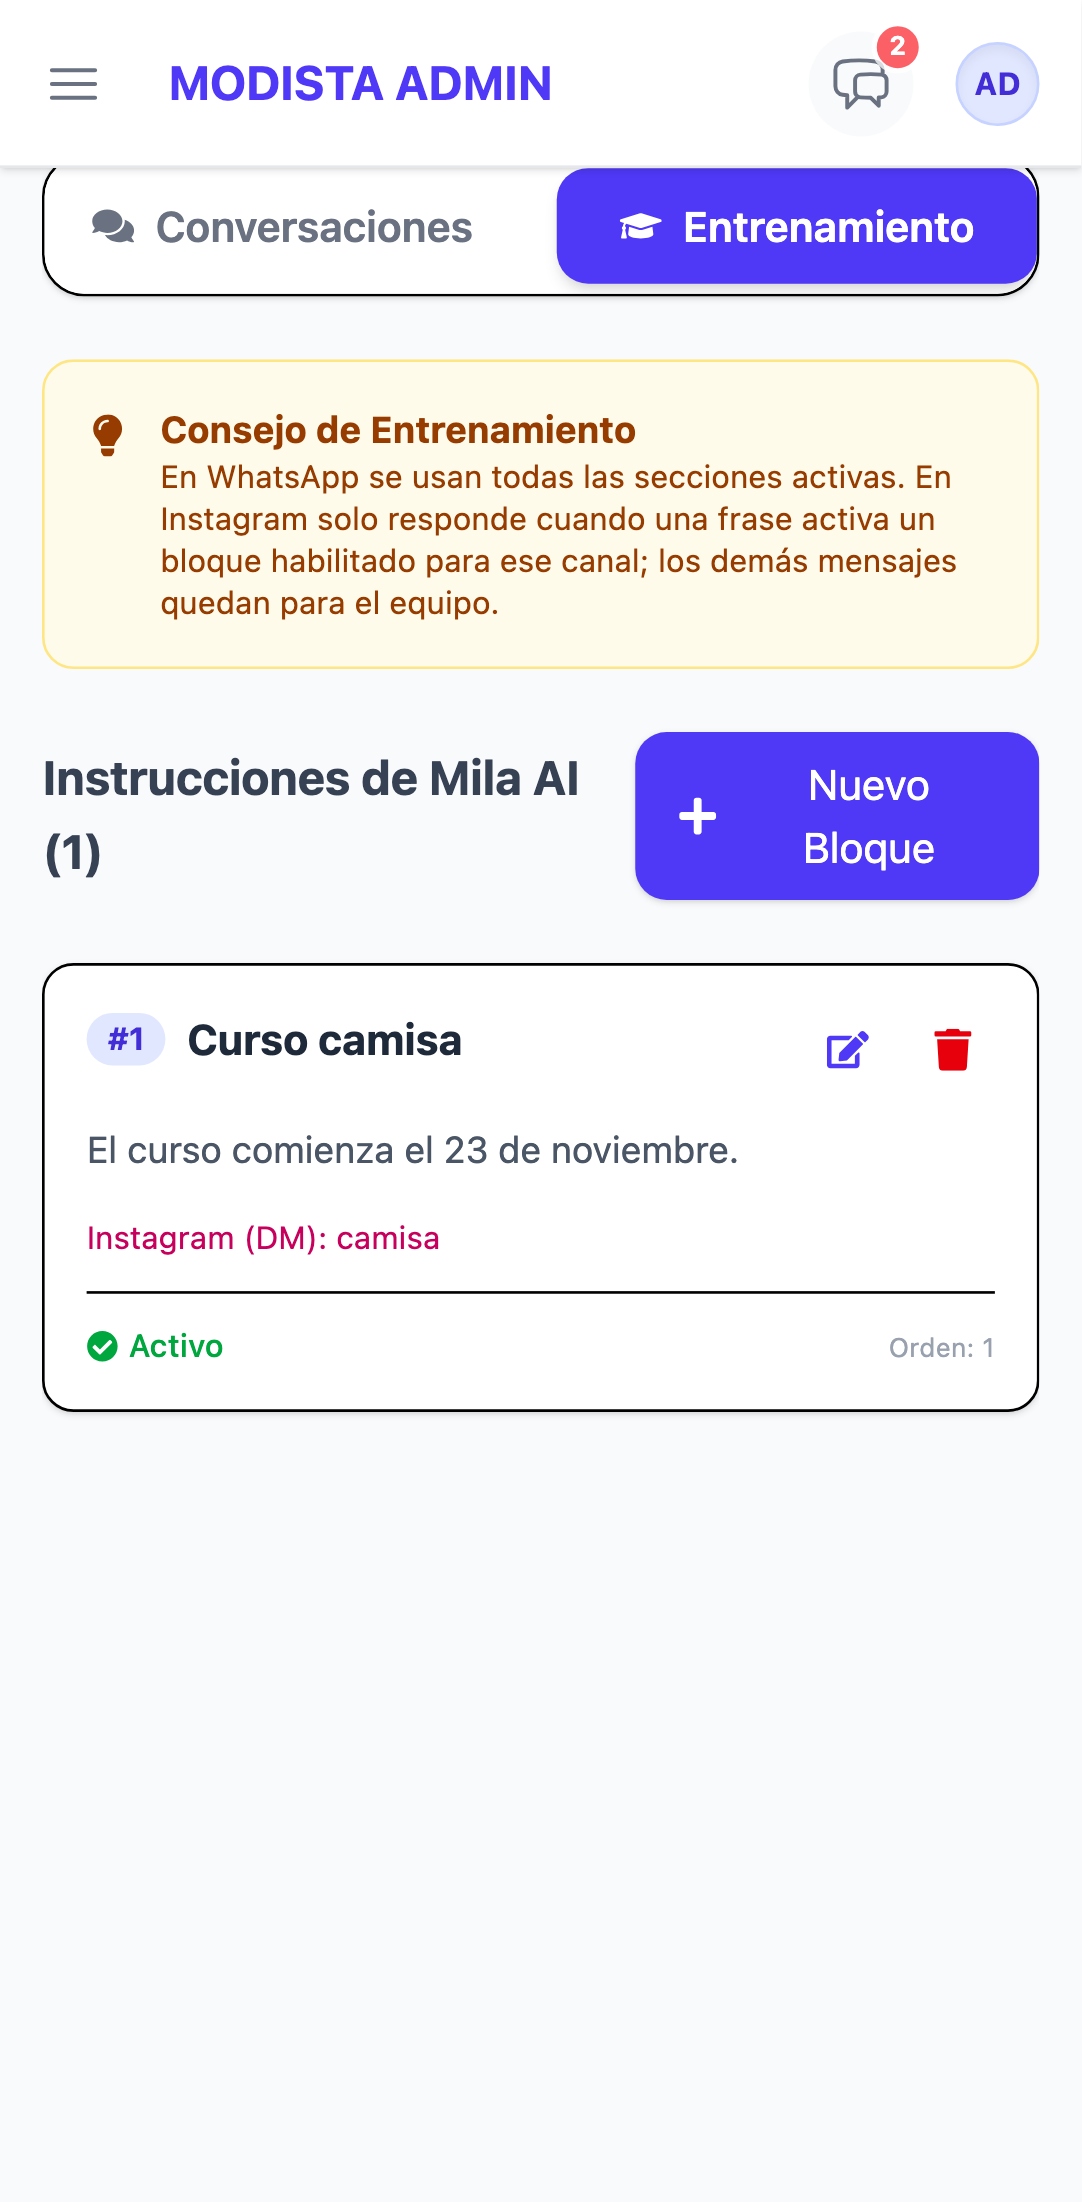 MODISTA ADMIN
2
AD
Conversaciones
Entrenamiento
Consejo de Entrenamiento
En WhatsApp se usan todas las secciones activas. En
Instagram solo responde cuando una frase activa un
bloque habilitado para ese canal; los demás mensajes
quedan para el equipo.
Instrucciones de Mila AI
(1)
Nuevo
Bloque
#1 Curso camisa
El curso comienza el 23 de noviembre.
Instagram (DM): camisa
Activo
Orden: 1